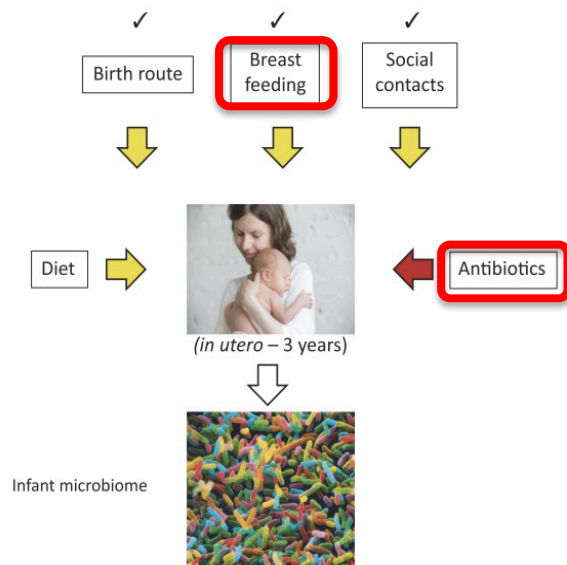 ✓ ✓ ✓
Birth route
Breast
feeding
Social
contacts
Diet
Antibiotics
(in utero – 3 years)
Infant microbiome